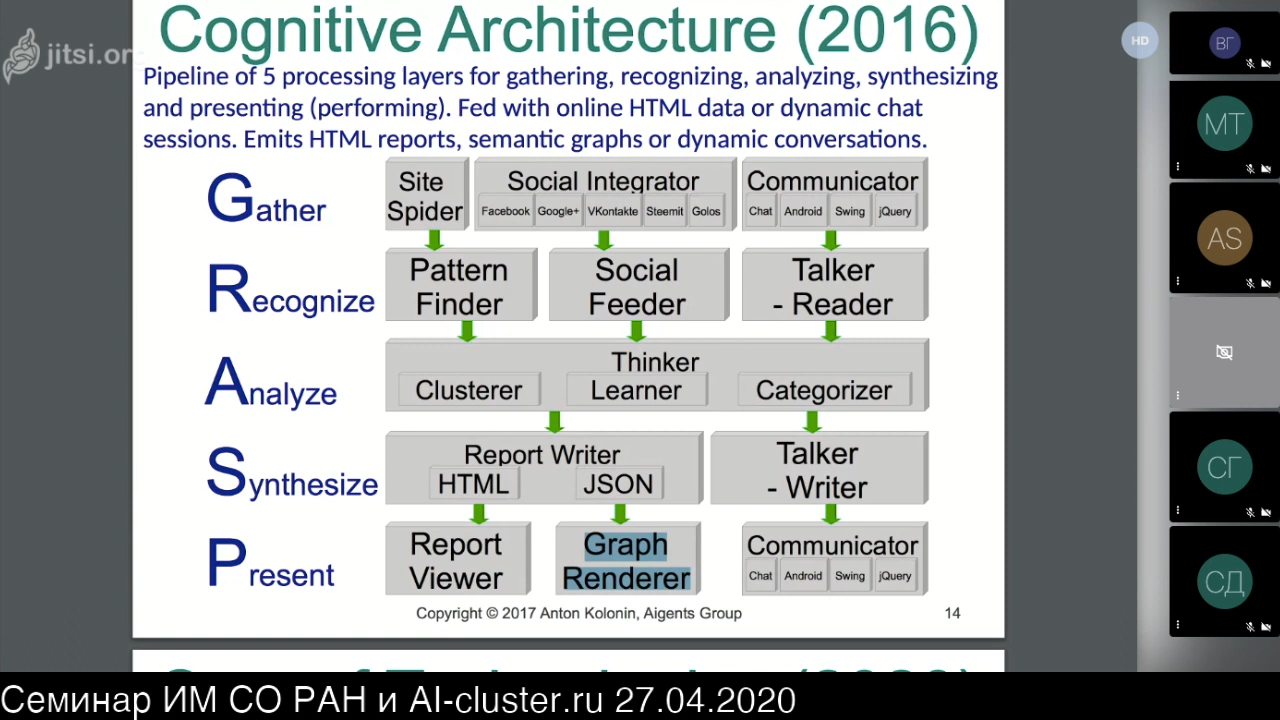 Cognitive Architecture (2016)
jitsi.org
HD
Pipeline of 5 processing layers for gathering, recognizing, analyzing, synthesizing
and presenting (performing). Fed with online HTML data or dynamic chat
sessions. Emits HTML reports, semantic graphs or dynamic conversations.
Gather
Site
Spider
Social Integrator
Facebook Google+ VKontakte Steemit Golos
Communicator
Chat Android Swing jQuery
Recognize
Pattern
Finder
Social
Feeder
Talker
- Reader
Analyze
Thinker
Clusterer Learner Categorizer
Synthesize
Report Writer
HTML JSON
Talker
- Writer
Present
Report
Viewer
Graph
Renderer
Communicator
Chat Android Swing jQuery
Copyright © 2017 Anton Kolonin, Aigents Group 14
ВГ
МТ
AS
СГ
СД
Семинар ИМ СО РАН и AI-cluster.ru 27.04.2020